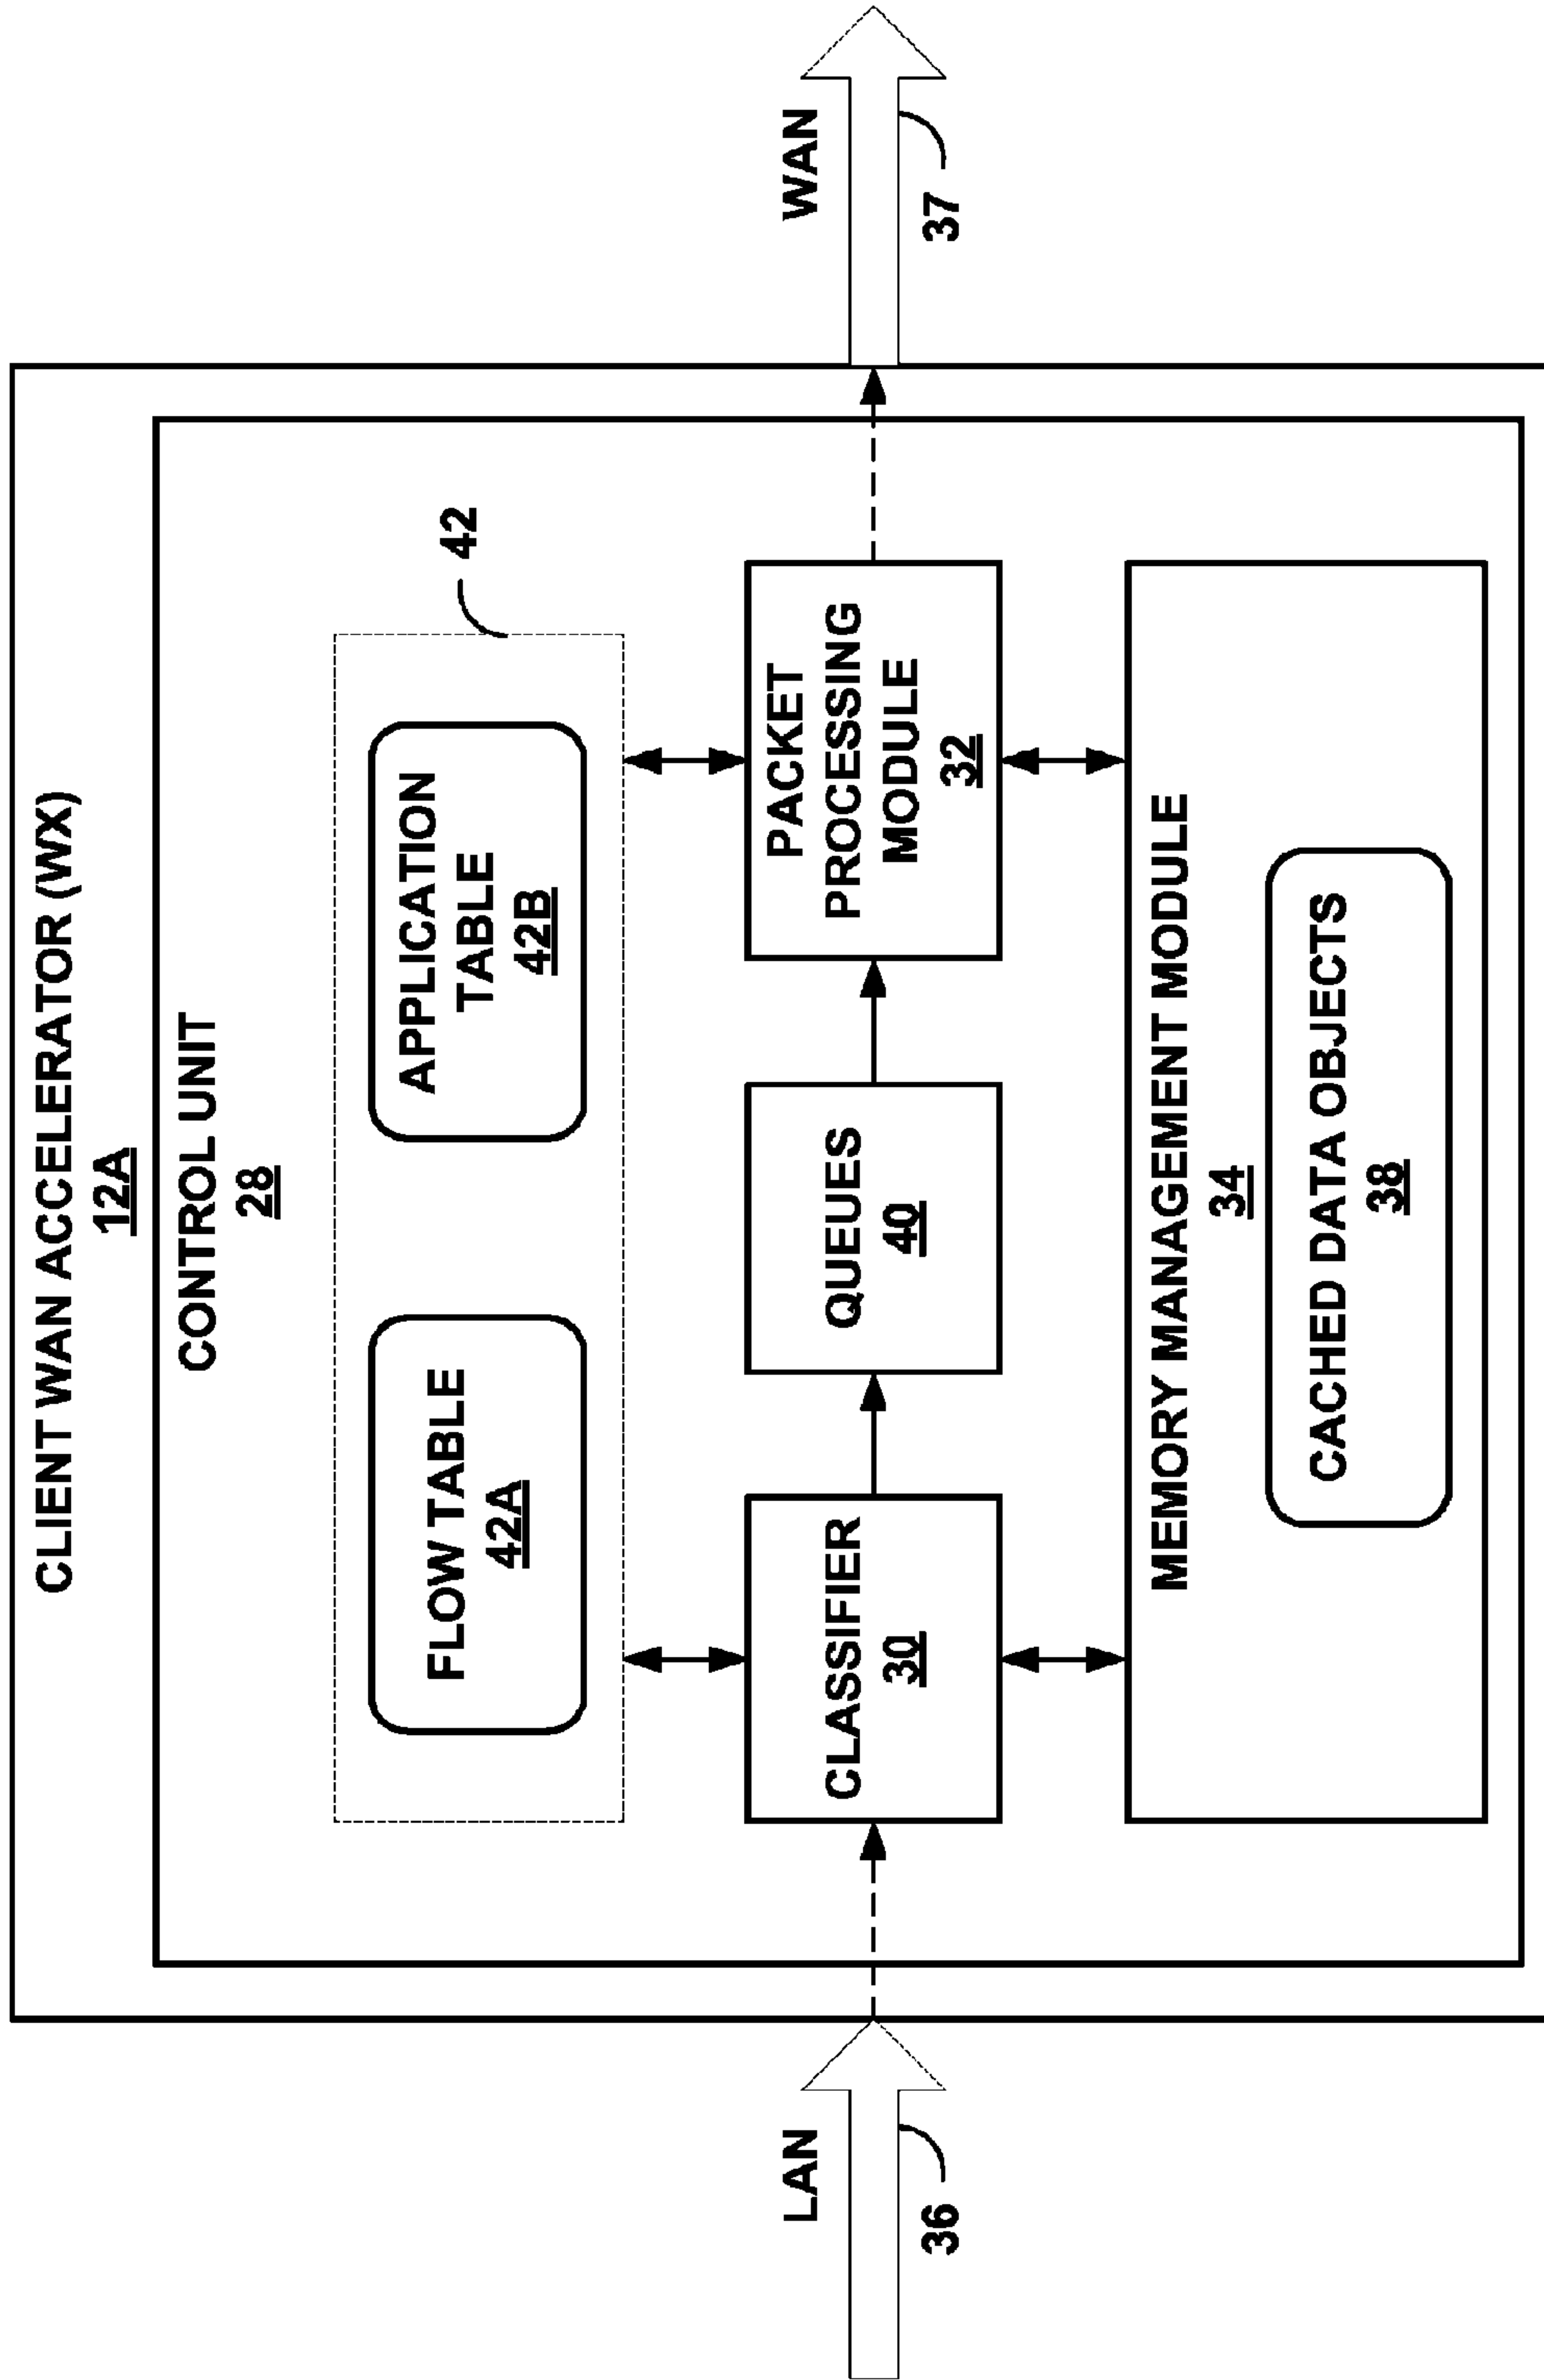 CLIENT WAN ACCELERATOR (WX)
12A
CONTROL UNIT
28
42
FLOW TABLE
42A
APPLICATION
TABLE
42B
LAN
36
CLASSIFIER
30
QUEUES
40
PACKET
PROCESSING
MODULE
32
WAN
37
MEMORY MANAGEMENT MODULE
34
CACHED DATA OBJECTS
38